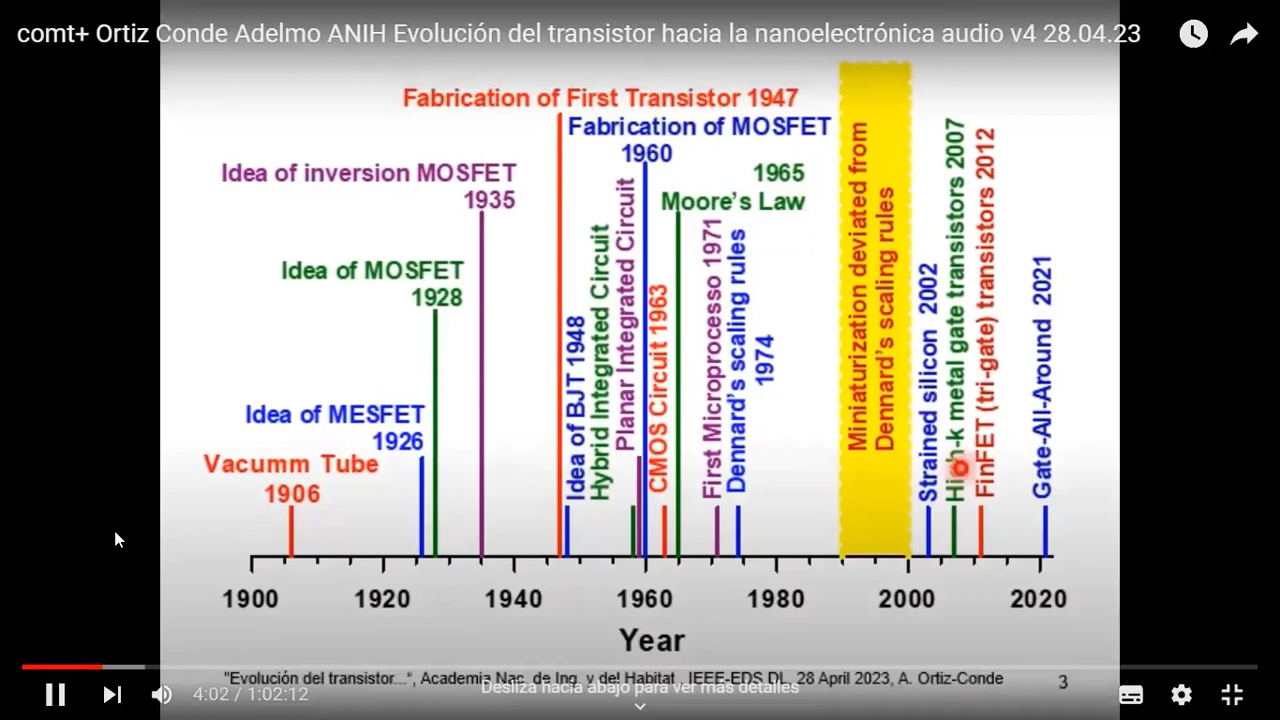 comt+ Ortiz Conde Adelmo ANIH Evolución del transistor hacia la nanoelectrónica audio v4 28.04.23
Fabrication of First Transistor 1947
Fabrication of MOSFET
1960
Idea of inversion MOSFET
1935
1965
Moore's Law
Idea of MOSFET
1928
Idea of MESFET
1926
Vacumm Tube
1906
Idea of BJT 1948
Hybrid Integrated Circuit
Planar Integrated Circuit
CMOS Circuit 1963
First Microprocesso 1971
Dennard's scaling rules
1974
Miniaturization deviated from
Dennard's scaling rules
Strained silicon 2002
High-k metal gate transistors 2007
FinFET (tri-gate) transistors 2012
Gate-All-Around 2021
1900 1920 1940 1960 1980 2000 2020
Year
"Evolución del transistor...“, Academia Nac. de Ing. y del Habitat , IEEE-EDS DL, 28 April 2023, A. Ortiz-Conde 3
4:02 / 1:02:12
Desliza hacia abajo para ver más detalles